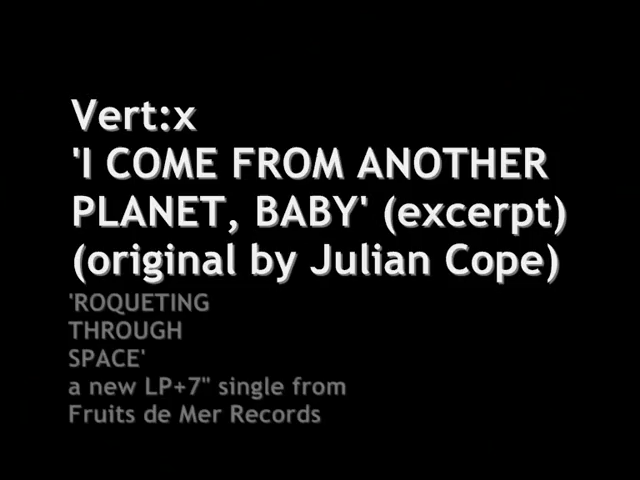 Vert:x
'I COME FROM ANOTHER
PLANET, BABY' (excerpt)
(original by Julian Cope)
'ROQUETING
THROUGH
SPACE'
a new LP+7" single from
Fruits de Mer Records